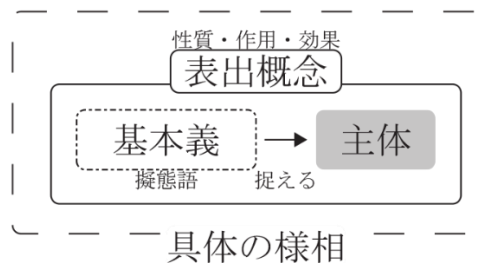 性質・作用・効果
表出概念
基本義 主体
擬態語 捉える
具体の様相